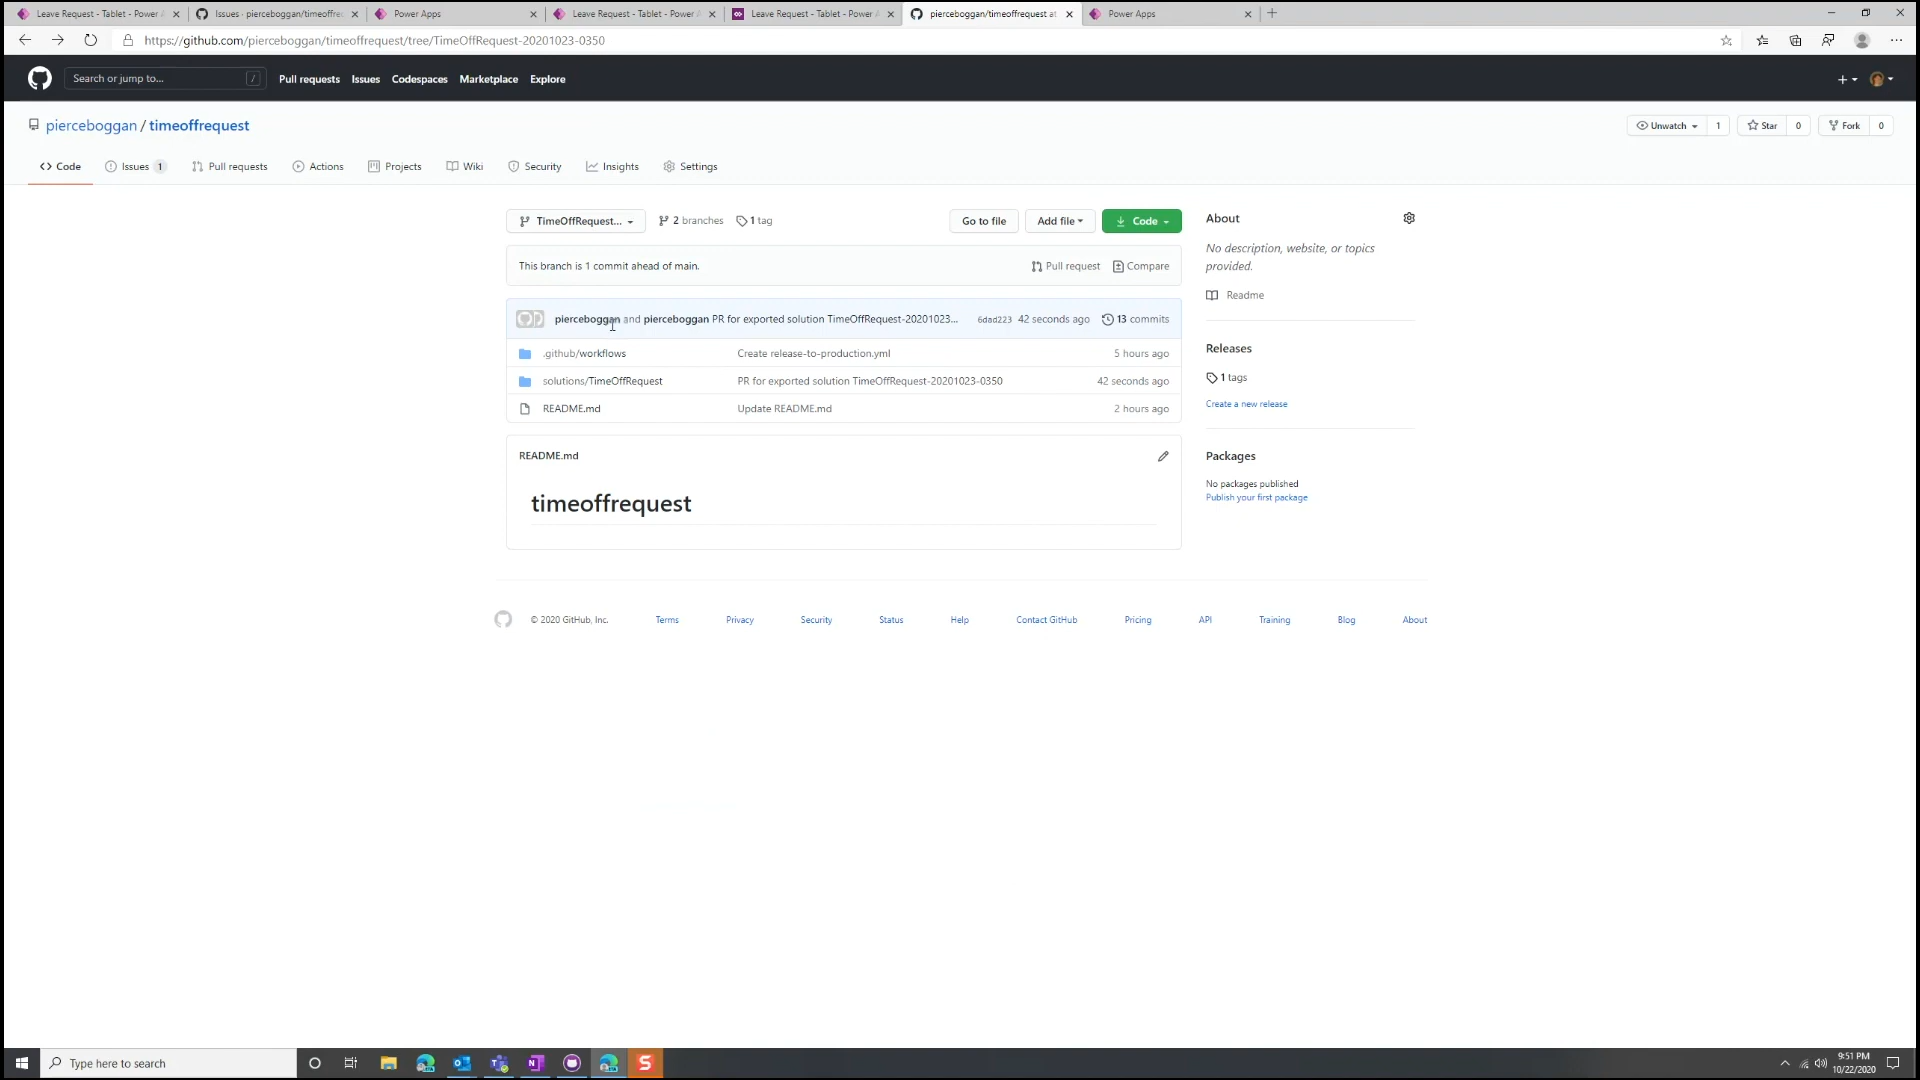 Leave Request - Tablet - Power A
Issues - pierceboggan/timeoffrec
Power Apps
Leave Request - Tablet - Power A
Leave Request - Tablet - Power A
pierceboggan/timeoffrequest at
Power Apps
https://github.com/pierceboggan/timeoffrequest/tree/TimeOffRequest-20201023-0350
Search or jump to... / Pull requests Issues Codespaces Marketplace Explore
pierceboggan / timeoffrequest
Unwatch 1 Star 0 Fork 0
Code Issues 1 Pull requests Actions Projects Wiki Security Insights Settings
TimeOffRequest... 2 branches 1 tag Go to file Add file Code
This branch is 1 commit ahead of main. Pull request Compare
pierceboggan and pierceboggan PR for exported solution TimeOffRequest-20201023... 6dad223 42 seconds ago 13 commits
.github/workflows Create release-to-production.yml 5 hours ago
solutions/TimeOffRequest PR for exported solution TimeOffRequest-20201023-0350 42 seconds ago
README.md Update README.md 2 hours ago
README.md
timeoffrequest
About
No description, website, or topics
provided.
Readme
Releases
1 tags
Create a new release
Packages
No packages published
Publish your first package
© 2020 GitHub, Inc. Terms Privacy Security Status Help Contact GitHub Pricing API Training Blog About
Type here to search
9:51 PM
10/22/2020